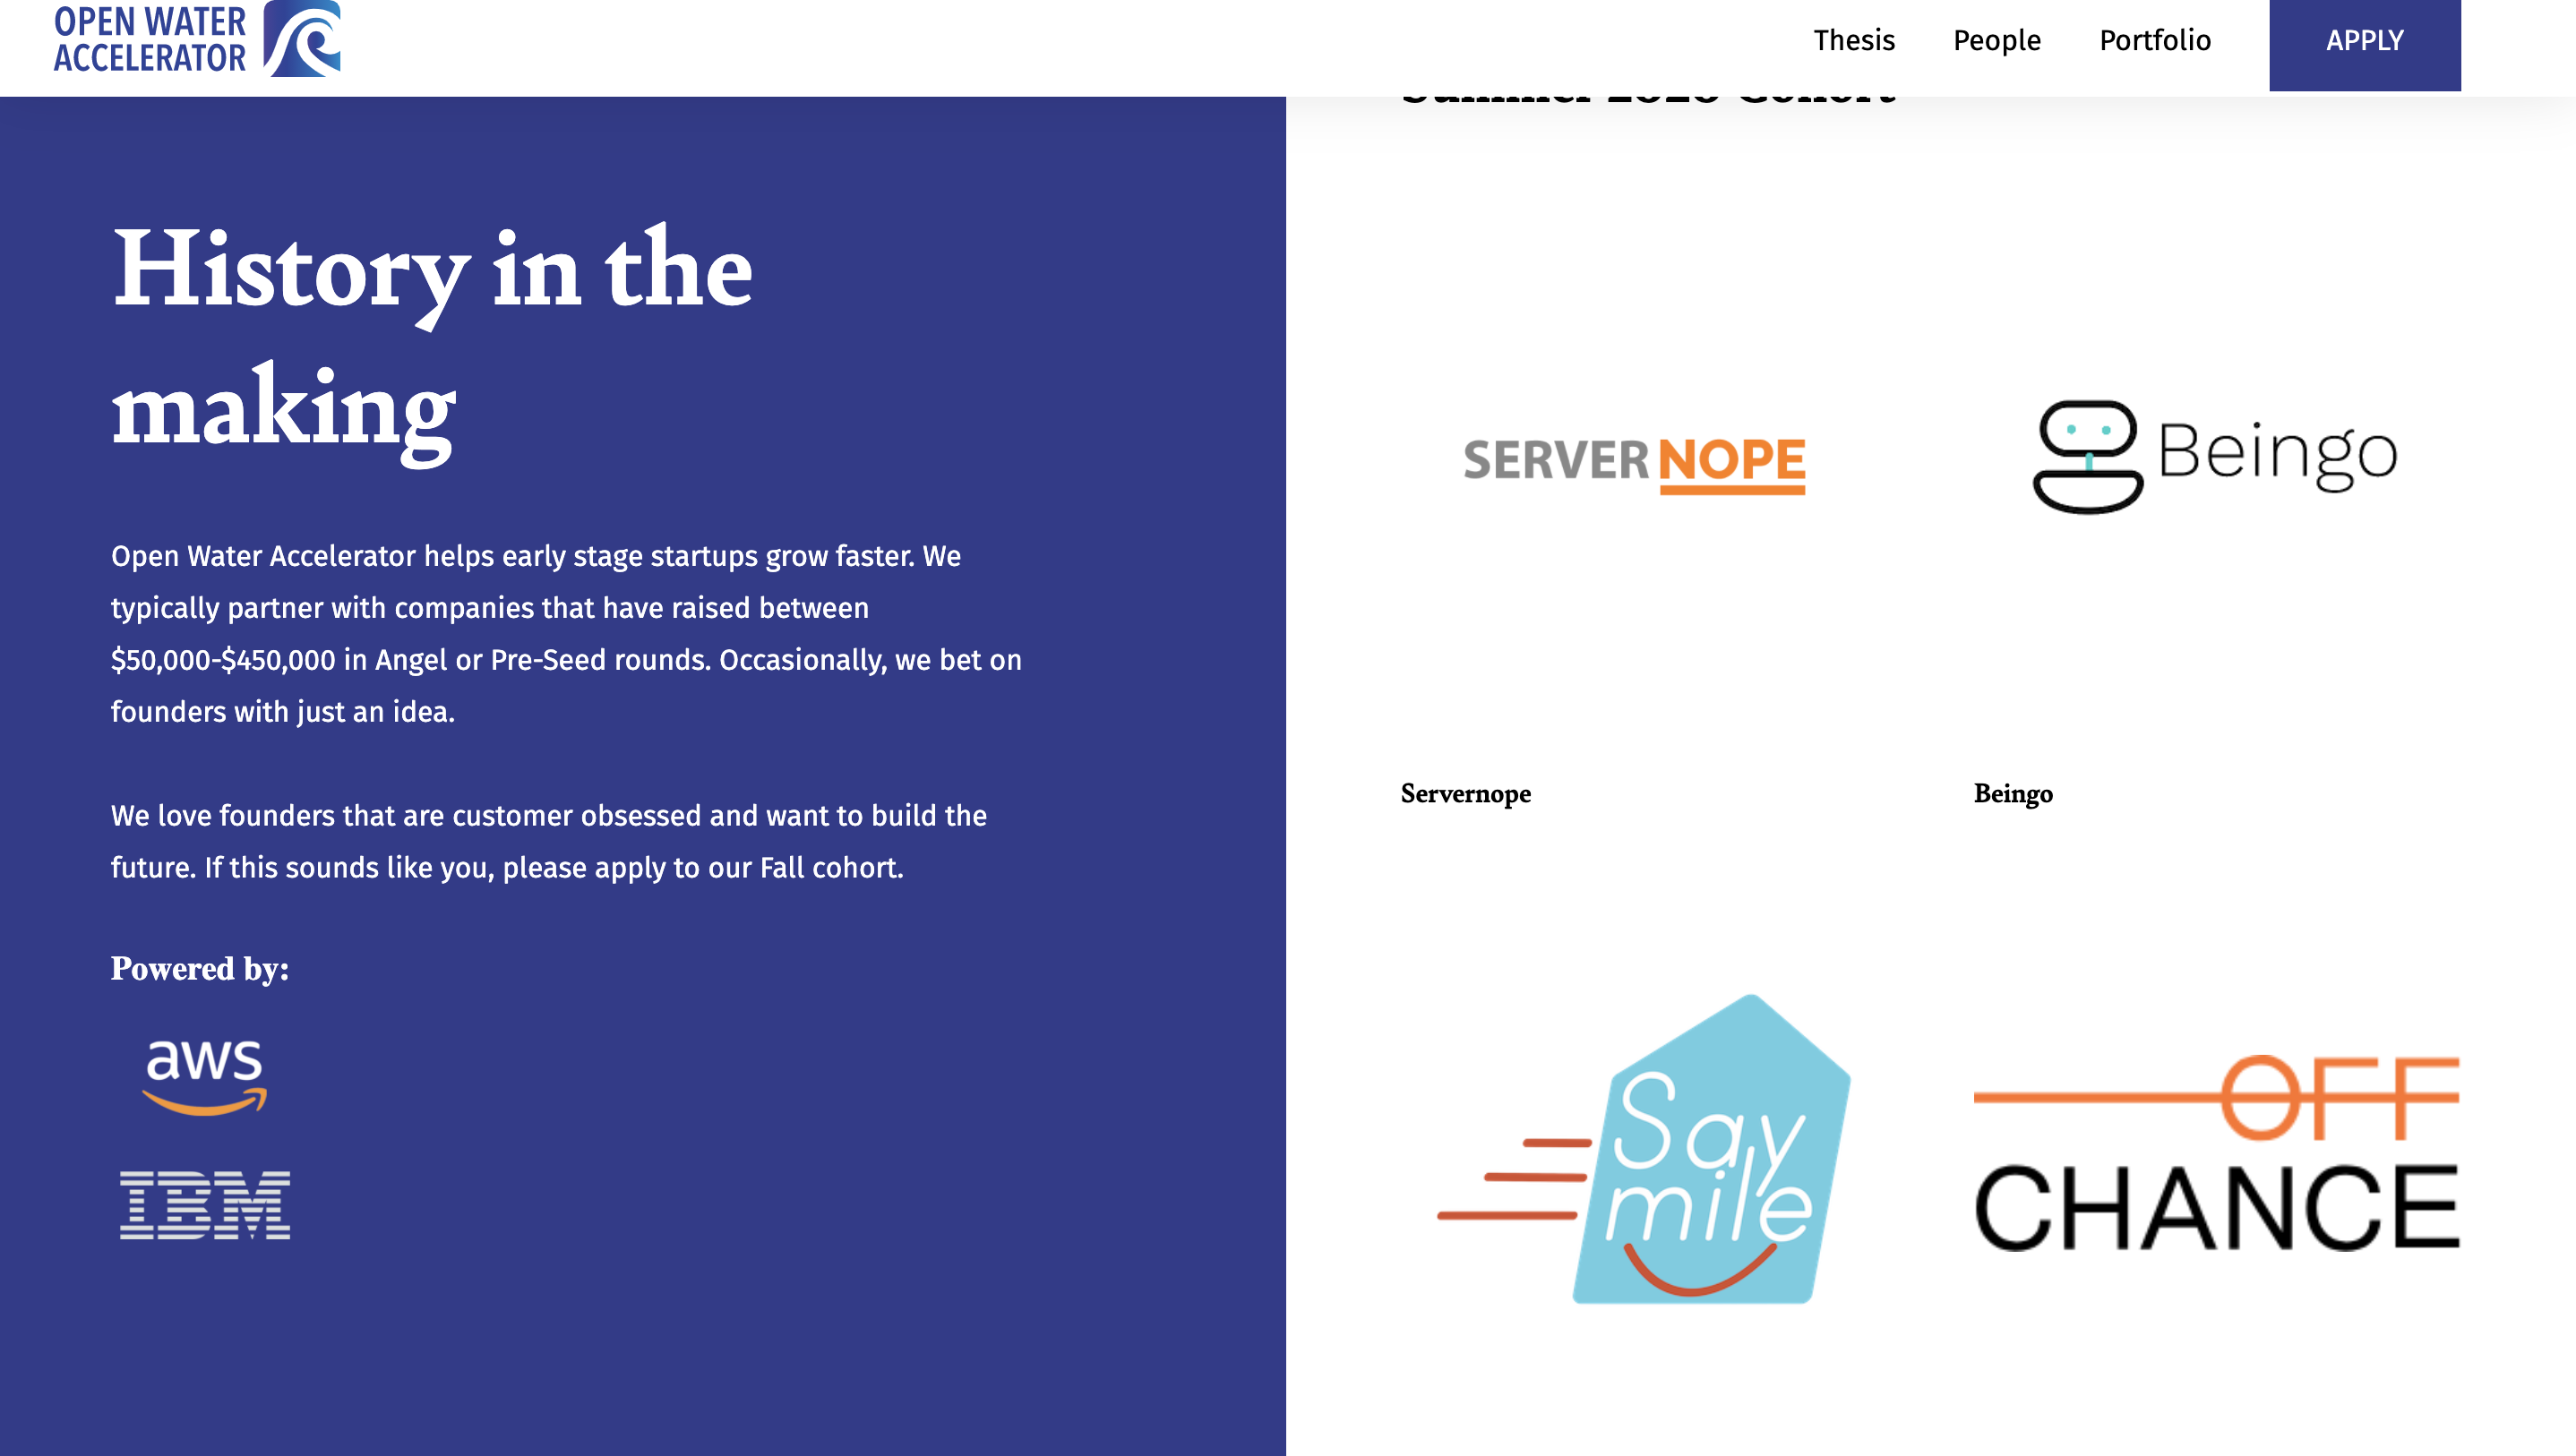 OPEN WATER
ACCELERATOR
Thesis
People
Portfolio
APPLY
Cohort
History in the
making
Open Water Accelerator helps early stage startups grow faster. We
typically partner with companies that have raised between
$50,000-$450,000 in Angel or Pre-Seed rounds. Occasionally, we bet on
founders with just an idea.
We love founders that are customer obsessed and want to build the
future. If this sounds like you, please apply to our Fall cohort.
Powered by:
aws
IBM
SERVER NOPE
Beingo
Servernope
Beingo
Say
mile
OFF
CHANCE